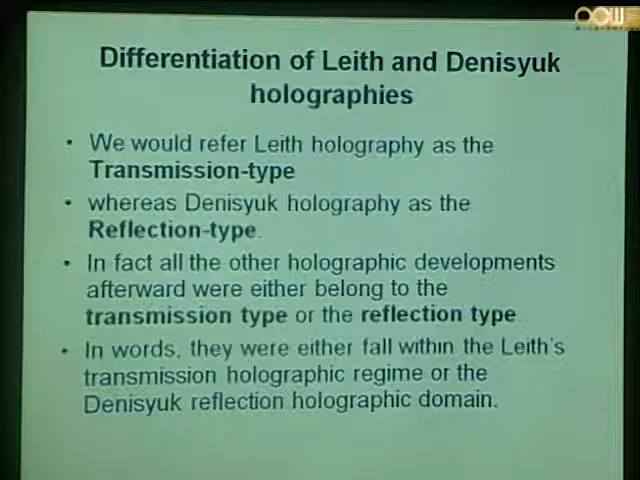 OCW
Differentiation of Leith and Denisyuk
holographies
• We would refer Leith holography as the
Transmission-type
• whereas Denisyuk holography as the
Reflection-type.
• In fact all the other holographic developments
afterward were either belong to the
transmission type or the reflection type.
• In words, they were either fall within the Leith's
transmission holographic regime or the
Denisyuk reflection holographic domain.